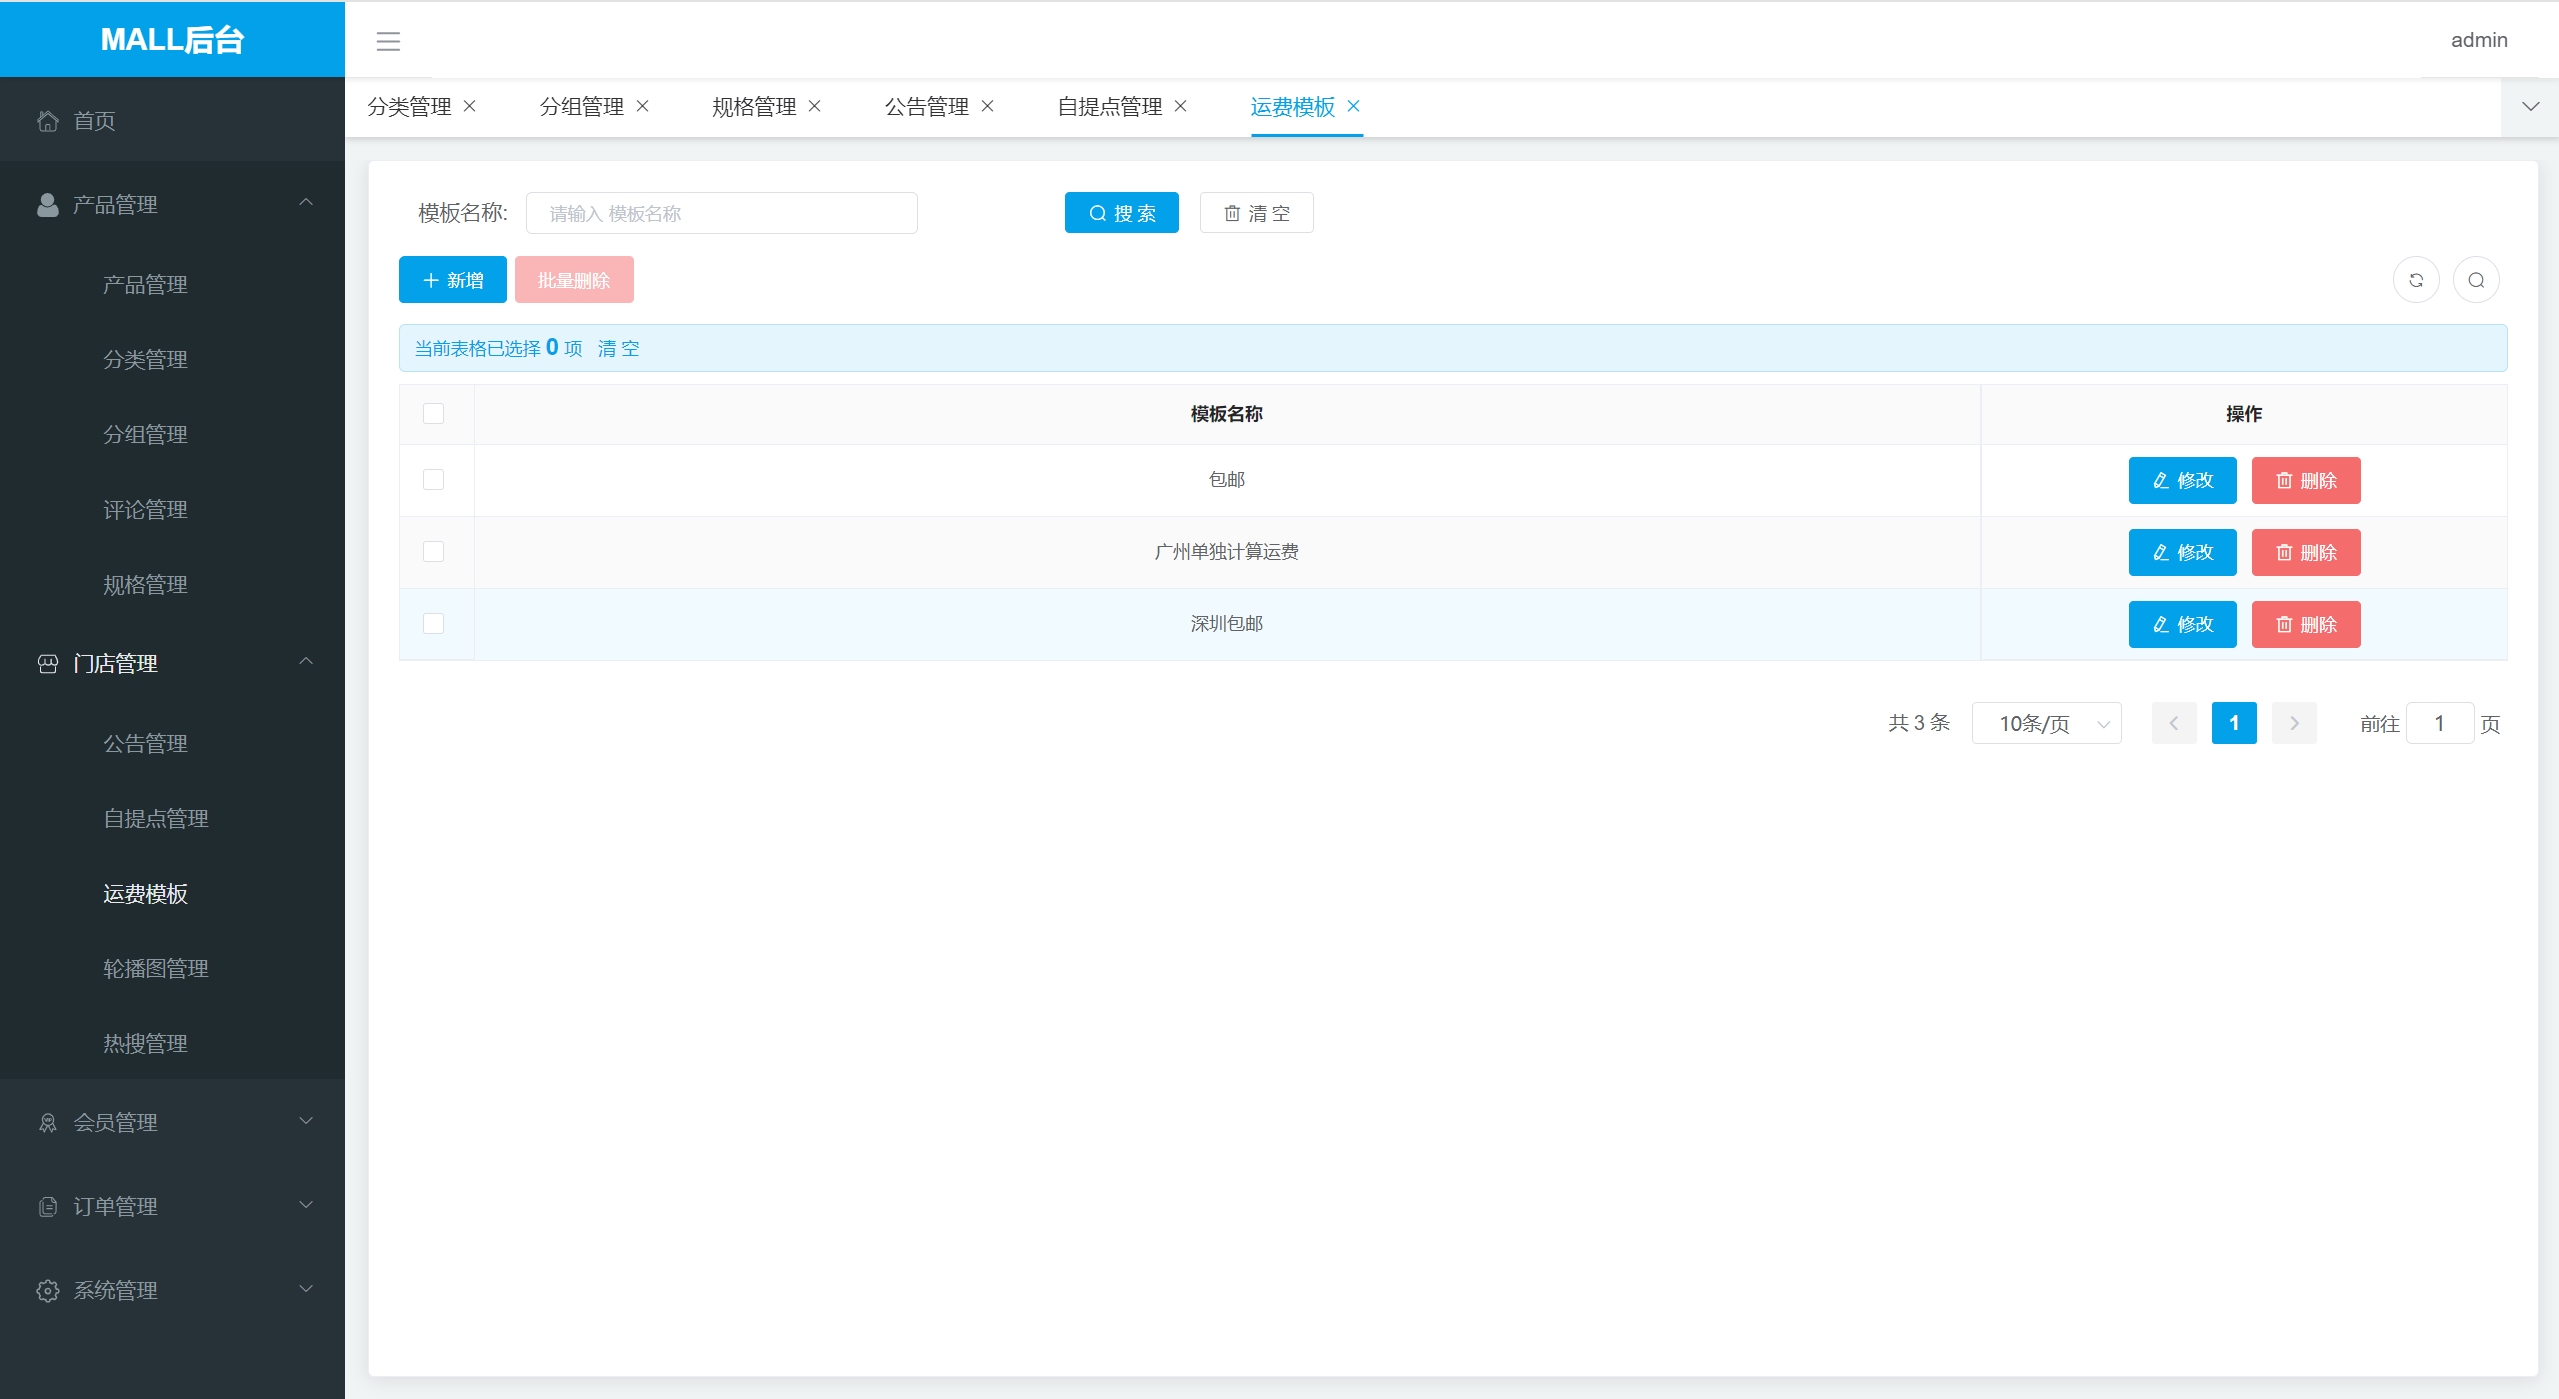 MALL后台
admin
首页
产品管理
产品管理
分类管理
分组管理
评论管理
规格管理
门店管理
公告管理
自提点管理
运费模板
轮播图管理
热搜管理
会员管理
订单管理
系统管理
分类管理 分组管理 规格管理 公告管理 自提点管理 运费模板
模板名称: 请输入 模板名称 搜 索 清 空
新增 批量删除
当前表格已选择 0 项 清 空
模板名称 操作
包邮 修改 删除
广州单独计算运费 修改 删除
深圳包邮 修改 删除
共 3 条 10条/页 1 前往 1 页